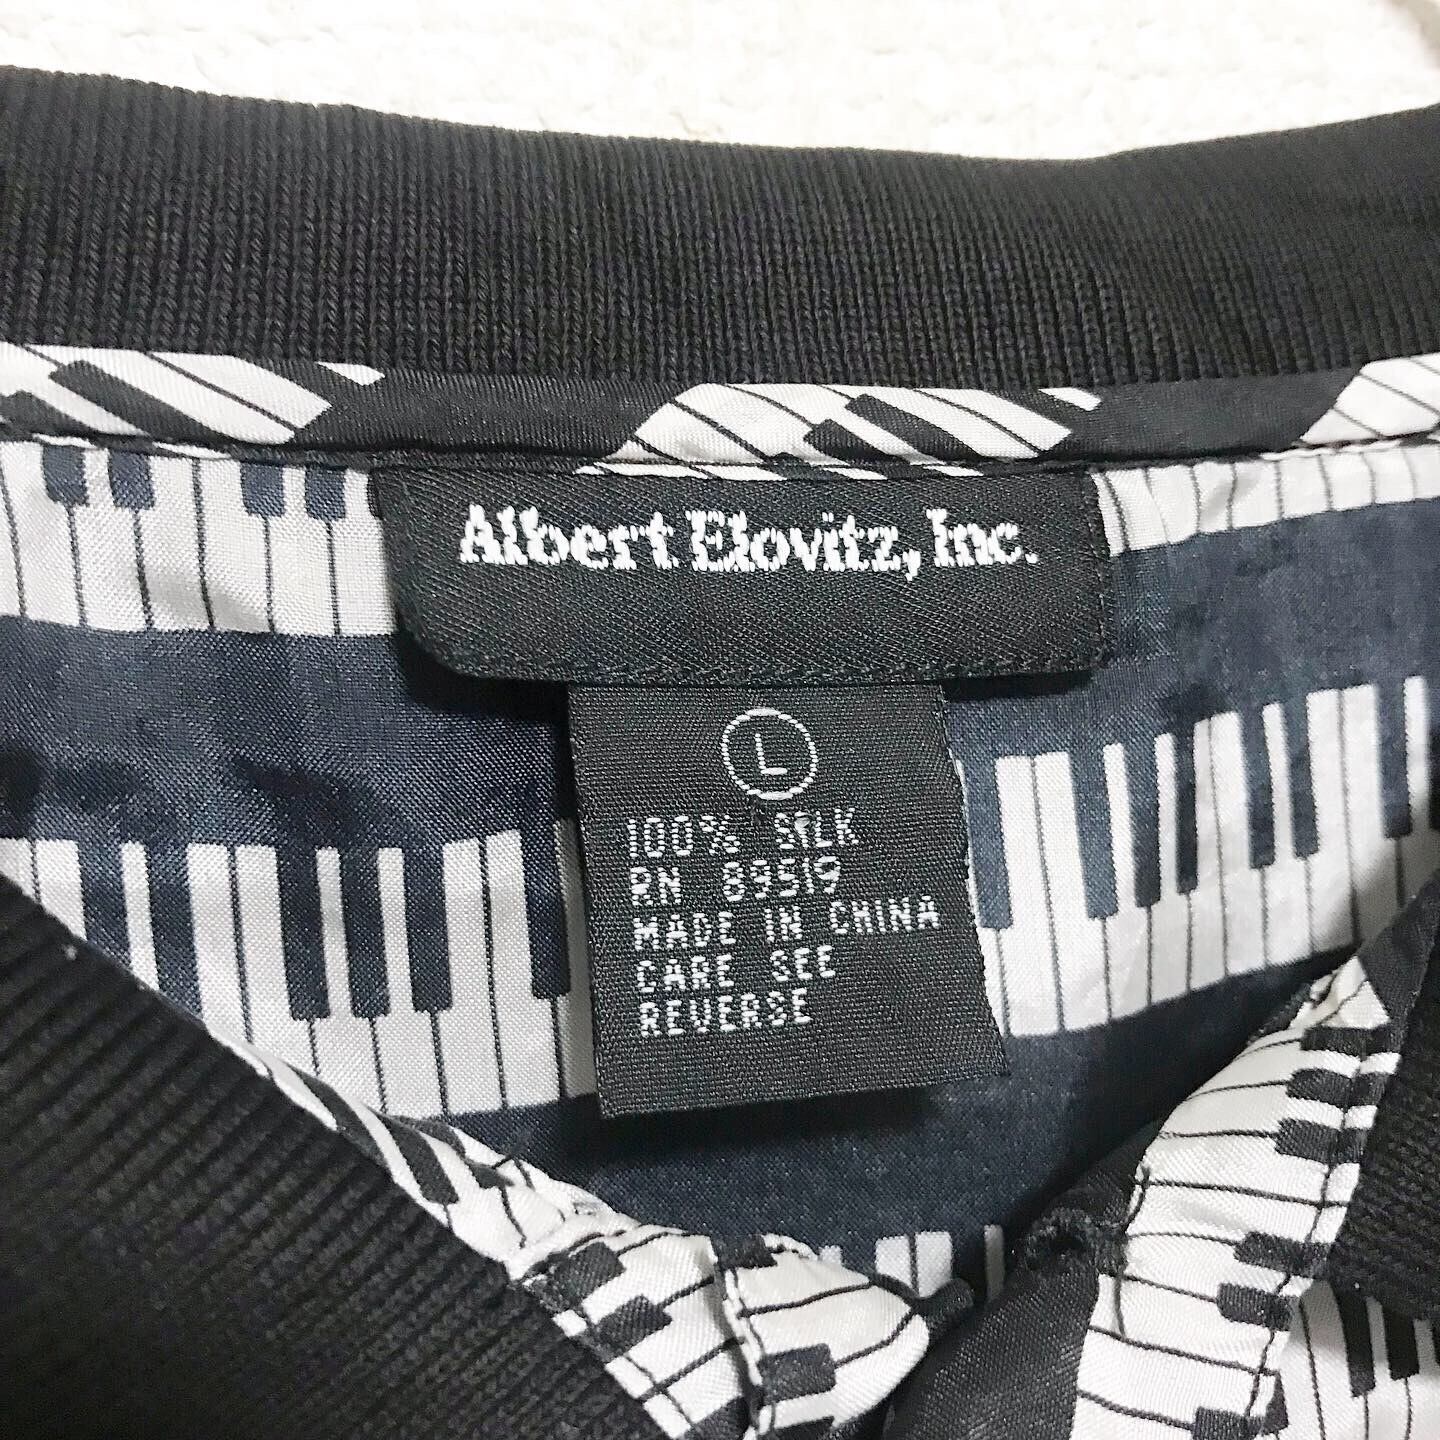 Albert Elovitz, Inc.
L
100% SILK
RN 89519
MADE IN CHINA
CARE SEE
REVERSE